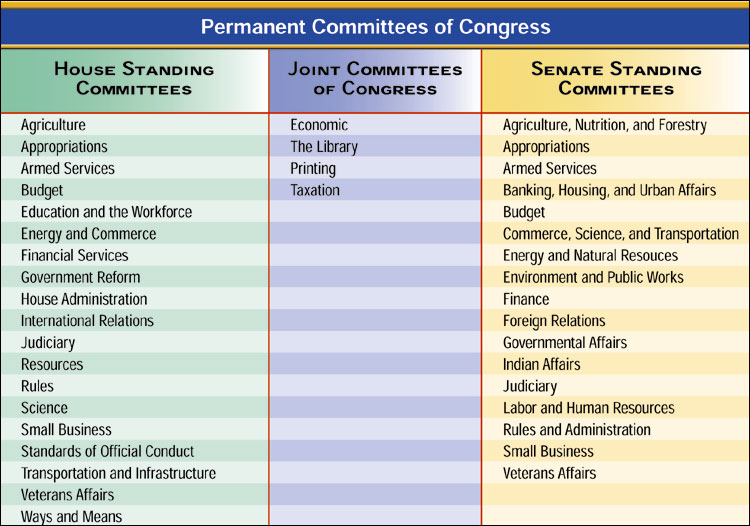 Permanent Committees of Congress
HOUSE STANDING
COMMITTEES
Agriculture
Appropriations
Armed Services
Budget
Education and the Workforce
Energy and Commerce
Financial Services
Government Reform
House Administration
International Relations
Judiciary
Resources
Rules
Science
Small Business
Standards of Official Conduct
Transportation and Infrastructure
Veterans Affairs
Ways and Means
JOINT COMMITTEES
OF CONGRESS
Economic
The Library
Printing
Taxation
SENATE STANDING
COMMITTEES
Agriculture, Nutrition, and Forestry
Appropriations
Armed Services
Banking, Housing, and Urban Affairs
Budget
Commerce, Science, and Transportation
Energy and Natural Resouces
Environment and Public Works
Finance
Foreign Relations
Governmental Affairs
Indian Affairs
Judiciary
Labor and Human Resources
Rules and Administration
Small Business
Veterans Affairs